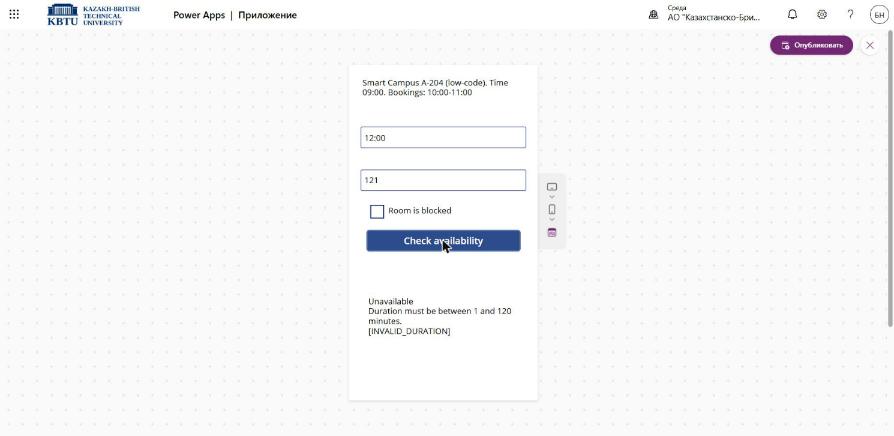 KBTU
KAZAKH-BRITISH
TECHNICAL
UNIVERSITY
Power Apps | Приложение
Среда
АО "Казахстанско-Бри...
?
БН
Опубликовать
Smart Campus A-204 (low-code). Time
09:00. Bookings: 10:00-11:00
12:00
121
Room is blocked
Check availability
Unavailable
Duration must be between 1 and 120
minutes.
[INVALID_DURATION]